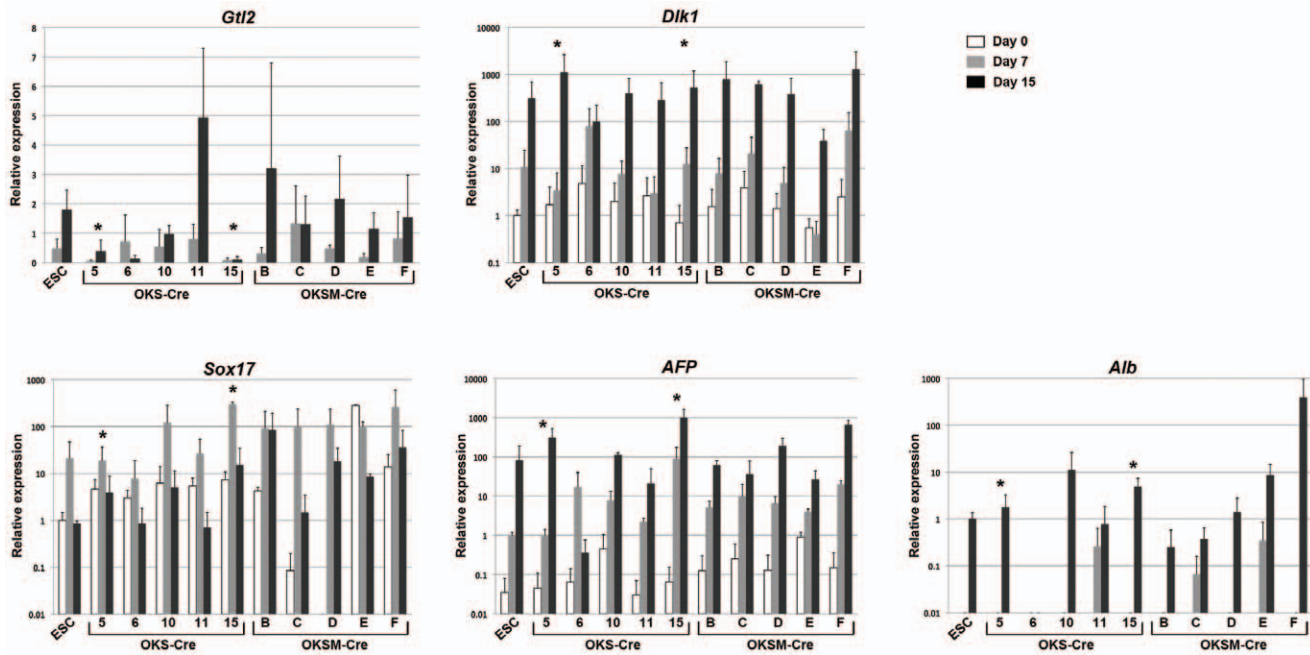 Gtl2
Relative expression
8
7
6
5
4
3
2
1
0
*
*
ESC 5 6 10 11 15 B C D E F
OKS-Cre OKSM-Cre
Dlk1
Relative expression
10000
1000
100
10
1
0.1
*
*
ESC 5 6 10 11 15 B C D E F
OKS-Cre OKSM-Cre
Day 0
Day 7
Day 15
Sox17
Relative expression
1000
100
10
1
0.1
0.01
*
*
ESC 5 6 10 11 15 B C D E F
OKS-Cre OKSM-Cre
AFP
Relative expression
10000
1000
100
10
1
0.1
0.01
*
*
ESC 5 6 10 11 15 B C D E F
OKS-Cre OKSM-Cre
Alb
Relative expression
1000
100
10
1
0.1
0.01
*
*
ESC 5 6 10 11 15 B C D E F
OKS-Cre OKSM-Cre